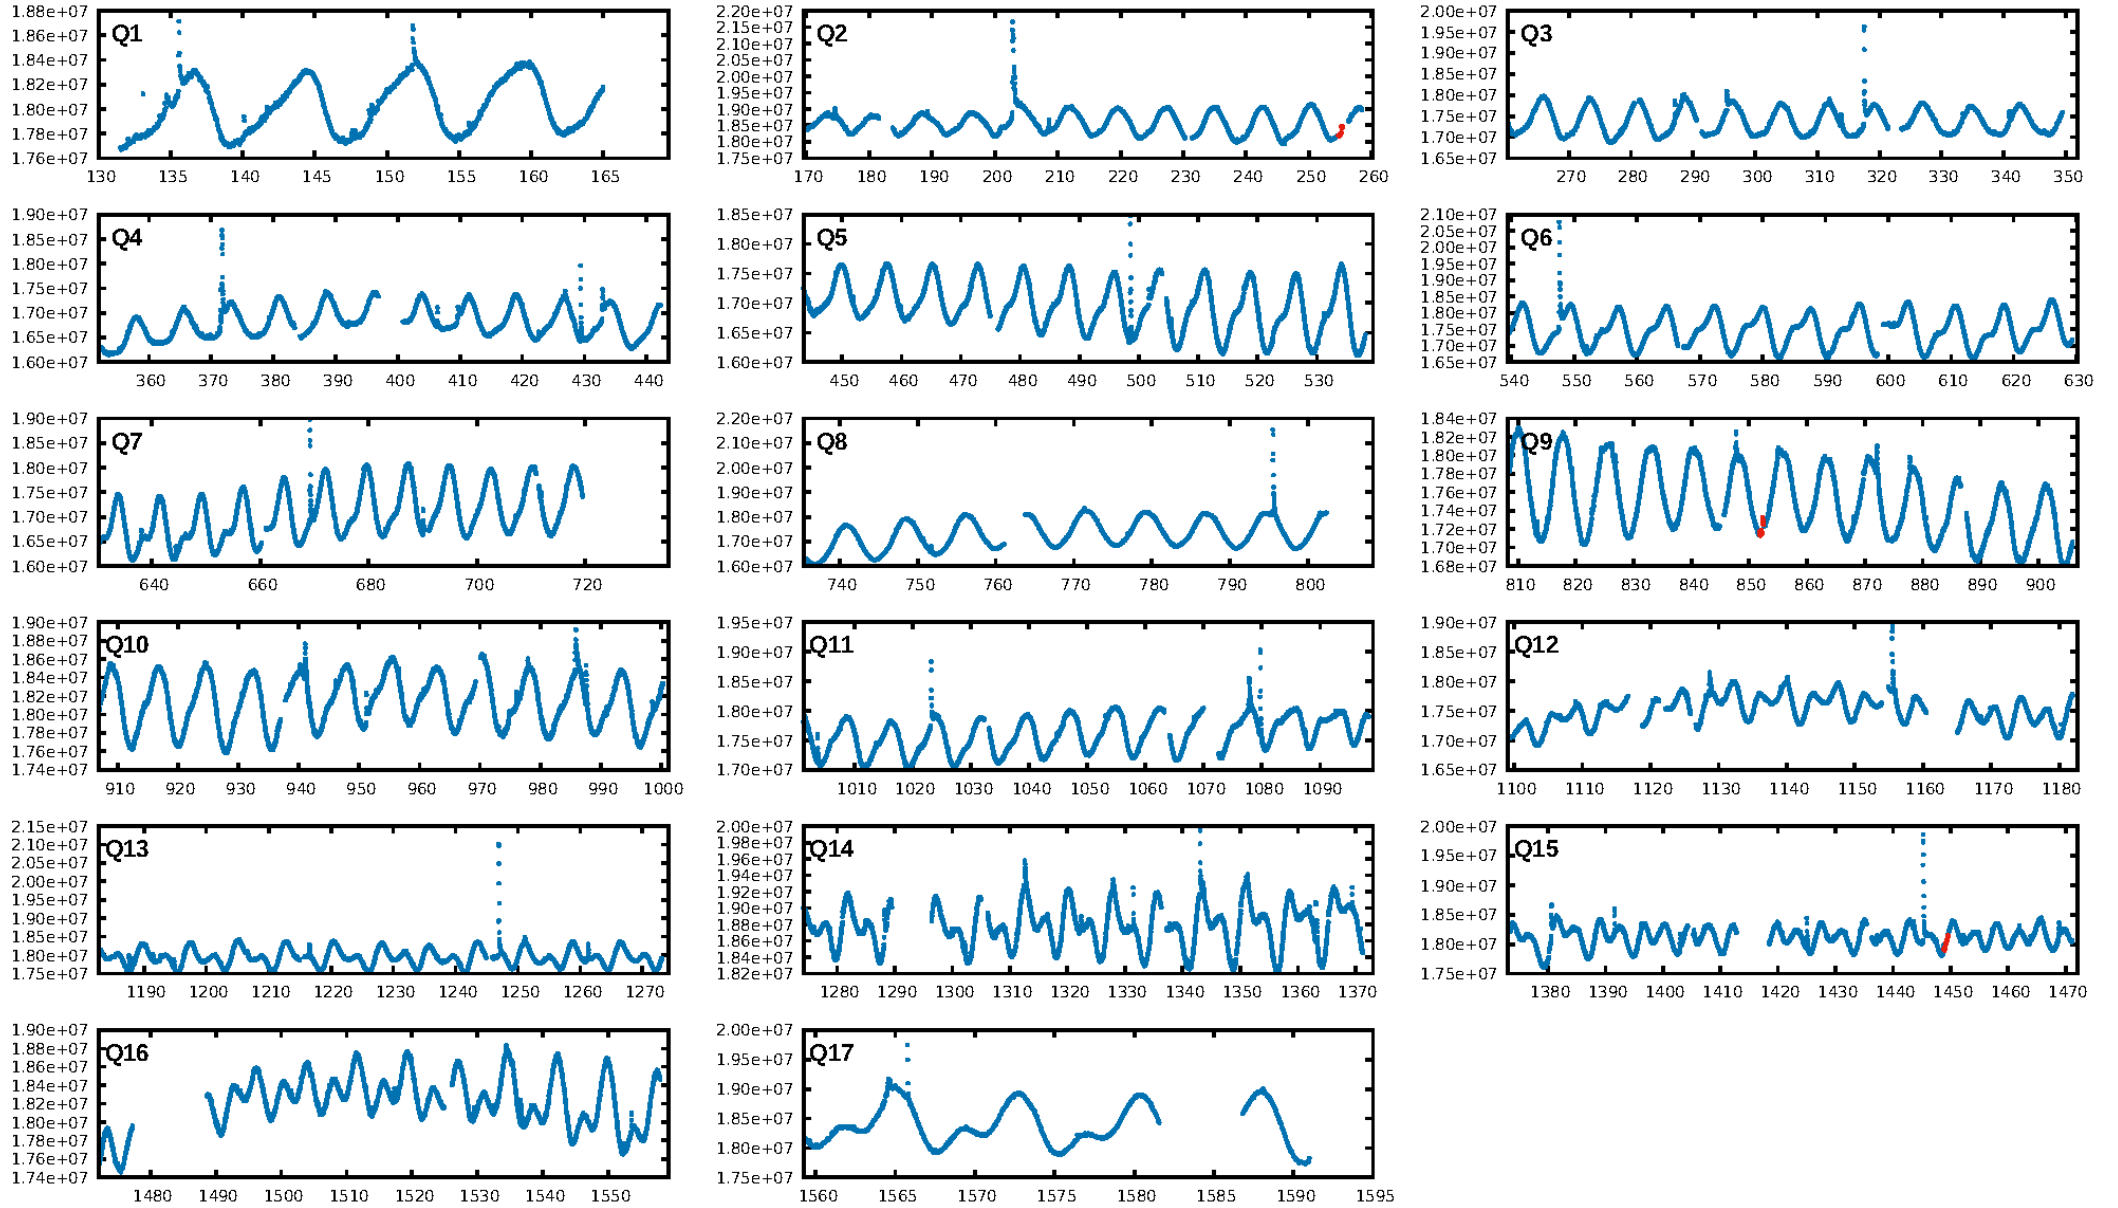 1.88e+07 1.86e+07 1.84e+07 1.82e+07 1.80e+07 1.78e+07 1.76e+07
Q1
130 135 140 145 150 155 160 165
2.20e+07 2.15e+07 2.10e+07 2.05e+07 2.00e+07 1.95e+07 1.90e+07 1.85e+07 1.80e+07 1.75e+07
Q2
170 180 190 200 210 220 230 240 250 260
2.00e+07 1.95e+07 1.90e+07 1.85e+07 1.80e+07 1.75e+07 1.70e+07 1.65e+07
Q3
270 280 290 300 310 320 330 340 350
1.90e+07 1.85e+07 1.80e+07 1.75e+07 1.70e+07 1.65e+07 1.60e+07
Q4
360 370 380 390 400 410 420 430 440
1.85e+07 1.80e+07 1.75e+07 1.70e+07 1.65e+07 1.60e+07
Q5
450 460 470 480 490 500 510 520 530
2.10e+07 2.05e+07 2.00e+07 1.95e+07 1.90e+07 1.85e+07 1.80e+07 1.75e+07 1.70e+07 1.65e+07
Q6
540 550 560 570 580 590 600 610 620 630
1.90e+07 1.85e+07 1.80e+07 1.75e+07 1.70e+07 1.65e+07 1.60e+07
Q7
640 660 680 700 720
2.20e+07 2.10e+07 2.00e+07 1.90e+07 1.80e+07 1.70e+07 1.60e+07
Q8
740 750 760 770 780 790 800
1.84e+07 1.82e+07 1.80e+07 1.78e+07 1.76e+07 1.74e+07 1.72e+07 1.70e+07 1.68e+07
Q9
810 820 830 840 850 860 870 880 890 900
1.90e+07 1.88e+07 1.86e+07 1.84e+07 1.82e+07 1.80e+07 1.78e+07 1.76e+07 1.74e+07
Q10
910 920 930 940 950 960 970 980 990 1000
1.95e+07 1.90e+07 1.85e+07 1.80e+07 1.75e+07 1.70e+07
Q11
1010 1020 1030 1040 1050 1060 1070 1080 1090
1.90e+07 1.85e+07 1.80e+07 1.75e+07 1.70e+07 1.65e+07
Q12
1100 1110 1120 1130 1140 1150 1160 1170 1180
2.15e+07 2.10e+07 2.05e+07 2.00e+07 1.95e+07 1.90e+07 1.85e+07 1.80e+07 1.75e+07
Q13
1190 1200 1210 1220 1230 1240 1250 1260 1270
2.00e+07 1.98e+07 1.96e+07 1.94e+07 1.92e+07 1.90e+07 1.88e+07 1.86e+07 1.84e+07 1.82e+07
Q14
1280 1290 1300 1310 1320 1330 1340 1350 1360 1370
2.00e+07 1.95e+07 1.90e+07 1.85e+07 1.80e+07 1.75e+07
Q15
1380 1390 1400 1410 1420 1430 1440 1450 1460 1470
1.90e+07 1.88e+07 1.86e+07 1.84e+07 1.82e+07 1.80e+07 1.78e+07 1.76e+07 1.74e+07
Q16
1480 1490 1500 1510 1520 1530 1540 1550
2.00e+07 1.95e+07 1.90e+07 1.85e+07 1.80e+07 1.75e+07
Q17
1560 1565 1570 1575 1580 1585 1590 1595